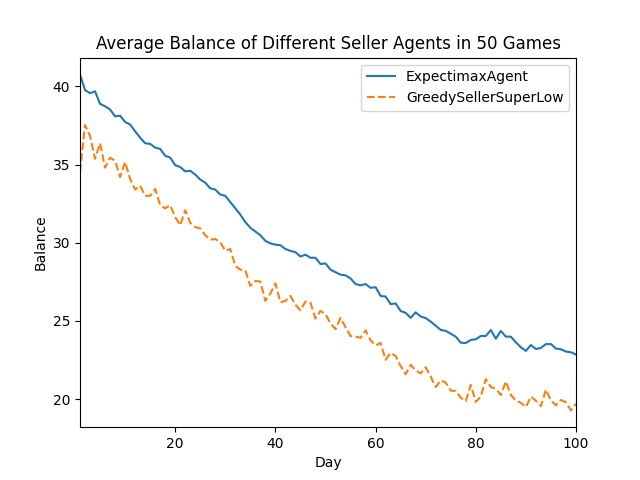 Average Balance of Different Seller Agents in 50 Games
ExpectimaxAgent
GreedySellerSuperLow
Balance
40
35
30
25
20
20
40
60
80
100
Day